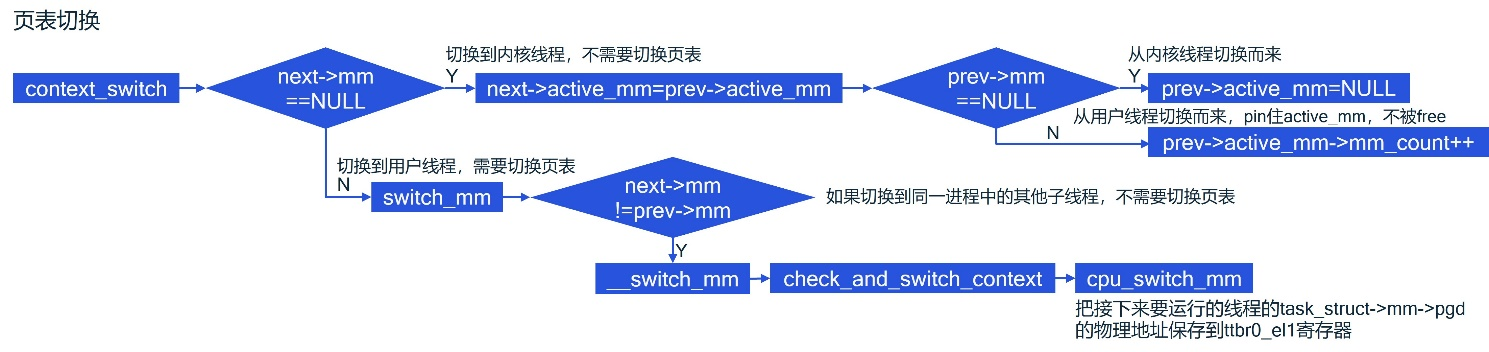 页表切换
context_switch
next->mm
==NULL
切换到内核线程，不需要切换页表
Y
next->active_mm=prev->active_mm
prev->mm
==NULL
从内核线程切换而来
Y
prev->active_mm=NULL
从用户线程切换而来，pin住active_mm，不被free
N
prev->active_mm->mm_count++
切换到用户线程，需要切换页表
N
switch_mm
next->mm
!=prev->mm
如果切换到同一进程中的其他子线程，不需要切换页表
Y
__switch_mm
check_and_switch_context
cpu_switch_mm
把接下来要运行的线程的task_struct->mm->pgd
的物理地址保存到ttbr0_el1寄存器